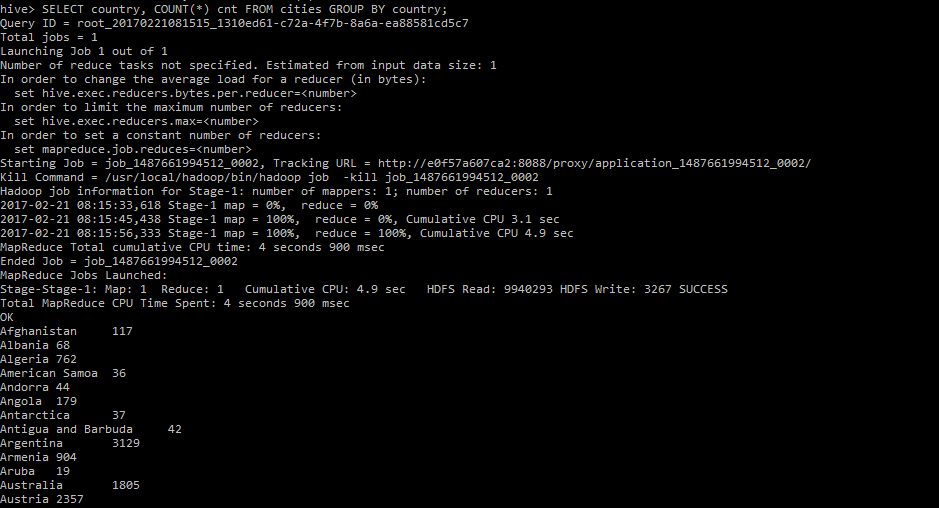 hive> SELECT country, COUNT(*) cnt FROM cities GROUP BY country;
Query ID = root_20170221081515_1310ed61-c72a-4f7b-8a6a-ea88581cd5c7
Total jobs = 1
Launching Job 1 out of 1
Number of reduce tasks not specified. Estimated from input data size: 1
In order to change the average load for a reducer (in bytes):
  set hive.exec.reducers.bytes.per.reducer=<number>
In order to limit the maximum number of reducers:
  set hive.exec.reducers.max=<number>
In order to set a constant number of reducers:
  set mapreduce.job.reduces=<number>
Starting Job = job_1487661994512_0002, Tracking URL = http://e0f57a607ca2:8088/proxy/application_1487661994512_0002/
Kill Command = /usr/local/hadoop/bin/hadoop job  -kill job_1487661994512_0002
Hadoop job information for Stage-1: number of mappers: 1; number of reducers: 1
2017-02-21 08:15:33,618 Stage-1 map = 0%,  reduce = 0%
2017-02-21 08:15:45,438 Stage-1 map = 100%,  reduce = 0%, Cumulative CPU 3.1 sec
2017-02-21 08:15:56,333 Stage-1 map = 100%,  reduce = 100%, Cumulative CPU 4.9 sec
MapReduce Total cumulative CPU time: 4 seconds 900 msec
Ended Job = job_1487661994512_0002
MapReduce Jobs Launched:
Stage-Stage-1: Map: 1  Reduce: 1   Cumulative CPU: 4.9 sec   HDFS Read: 9940293 HDFS Write: 3267 SUCCESS
Total MapReduce CPU Time Spent: 4 seconds 900 msec
OK
Afghanistan     117
Albania 68
Algeria 762
American Samoa  36
Andorra 44
Angola  179
Antarctica      37
Antigua and Barbuda     42
Argentina       3129
Armenia 904
Aruba   19
Australia       1805
Austria 2357